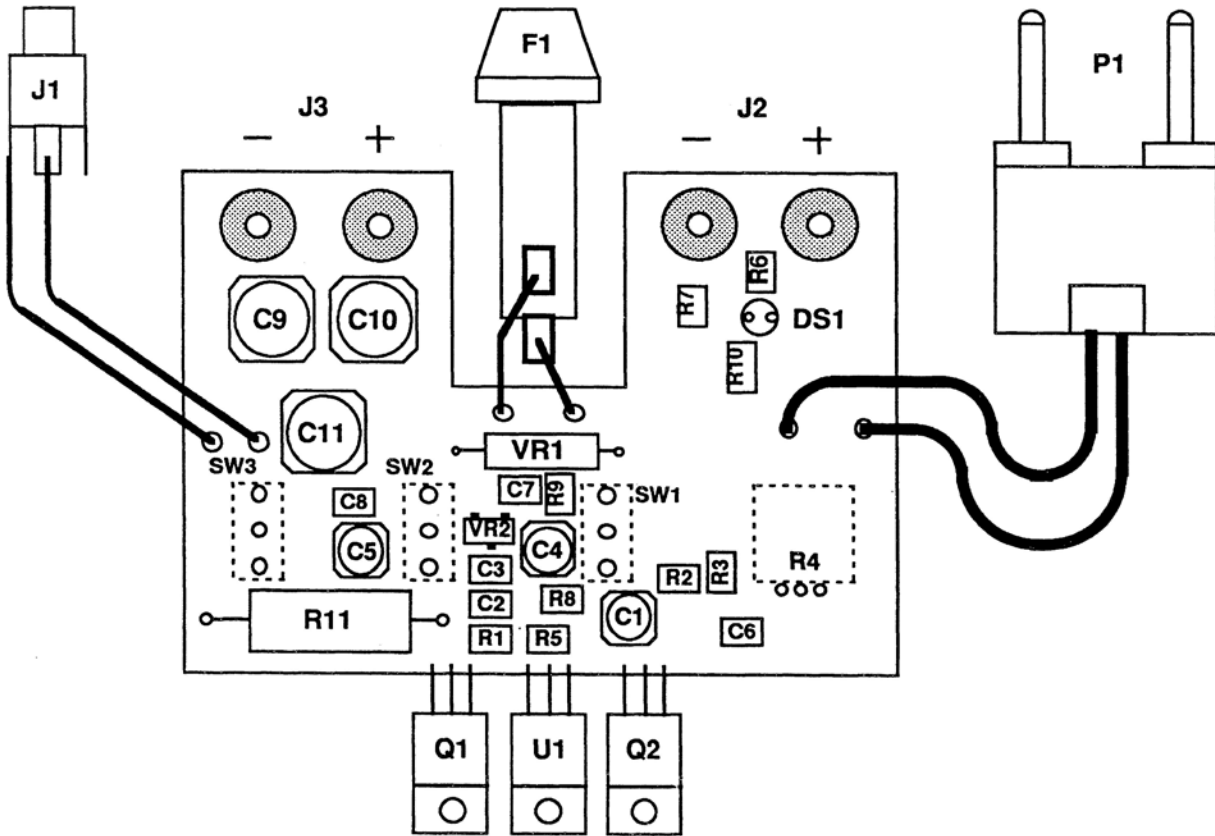 J1
F1
P1
J3
J2
− +
− +
C9
C10
R7
R6
DS1
R10
C11
VR1
SW3
SW2
C8
C7
R9
SW1
VR2
C5
C4
C3
R2
R3
R4
R11
C2
R8
C1
R1
R5
C6
Q1
U1
Q2